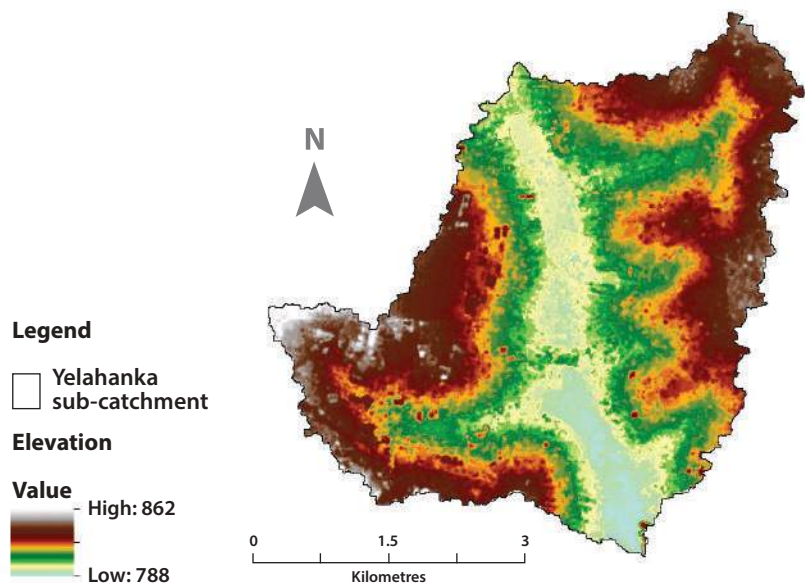 N
Legend
Yelahanka
sub-catchment
Elevation
Value
High: 862
Low: 788
0 1.5 3
Kilometres